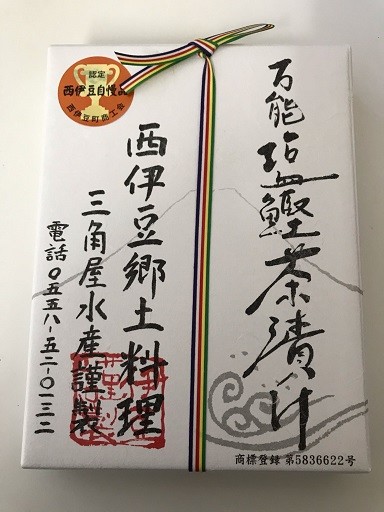 万能塩鰹茶漬け
西伊豆郷土料理
三角屋水産謹製
電話〇五五八-五二-〇一三二
認定
西伊豆自慢品
西伊豆町商工会
商標登録 第5836622号